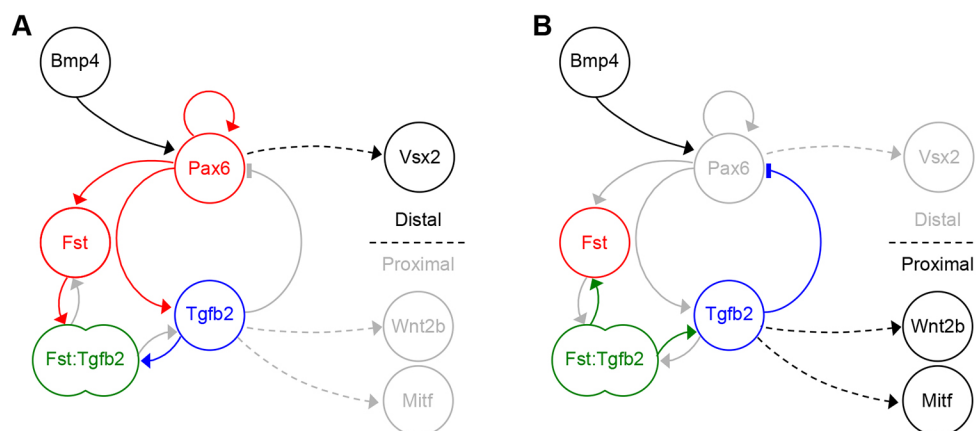 A
Bmp4
Pax6
Vsx2
Distal
Proximal
Fst
Tgfb2
Fst:Tgfb2
Wnt2b
Mitf
B
Bmp4
Pax6
Vsx2
Distal
Proximal
Fst
Tgfb2
Fst:Tgfb2
Wnt2b
Mitf